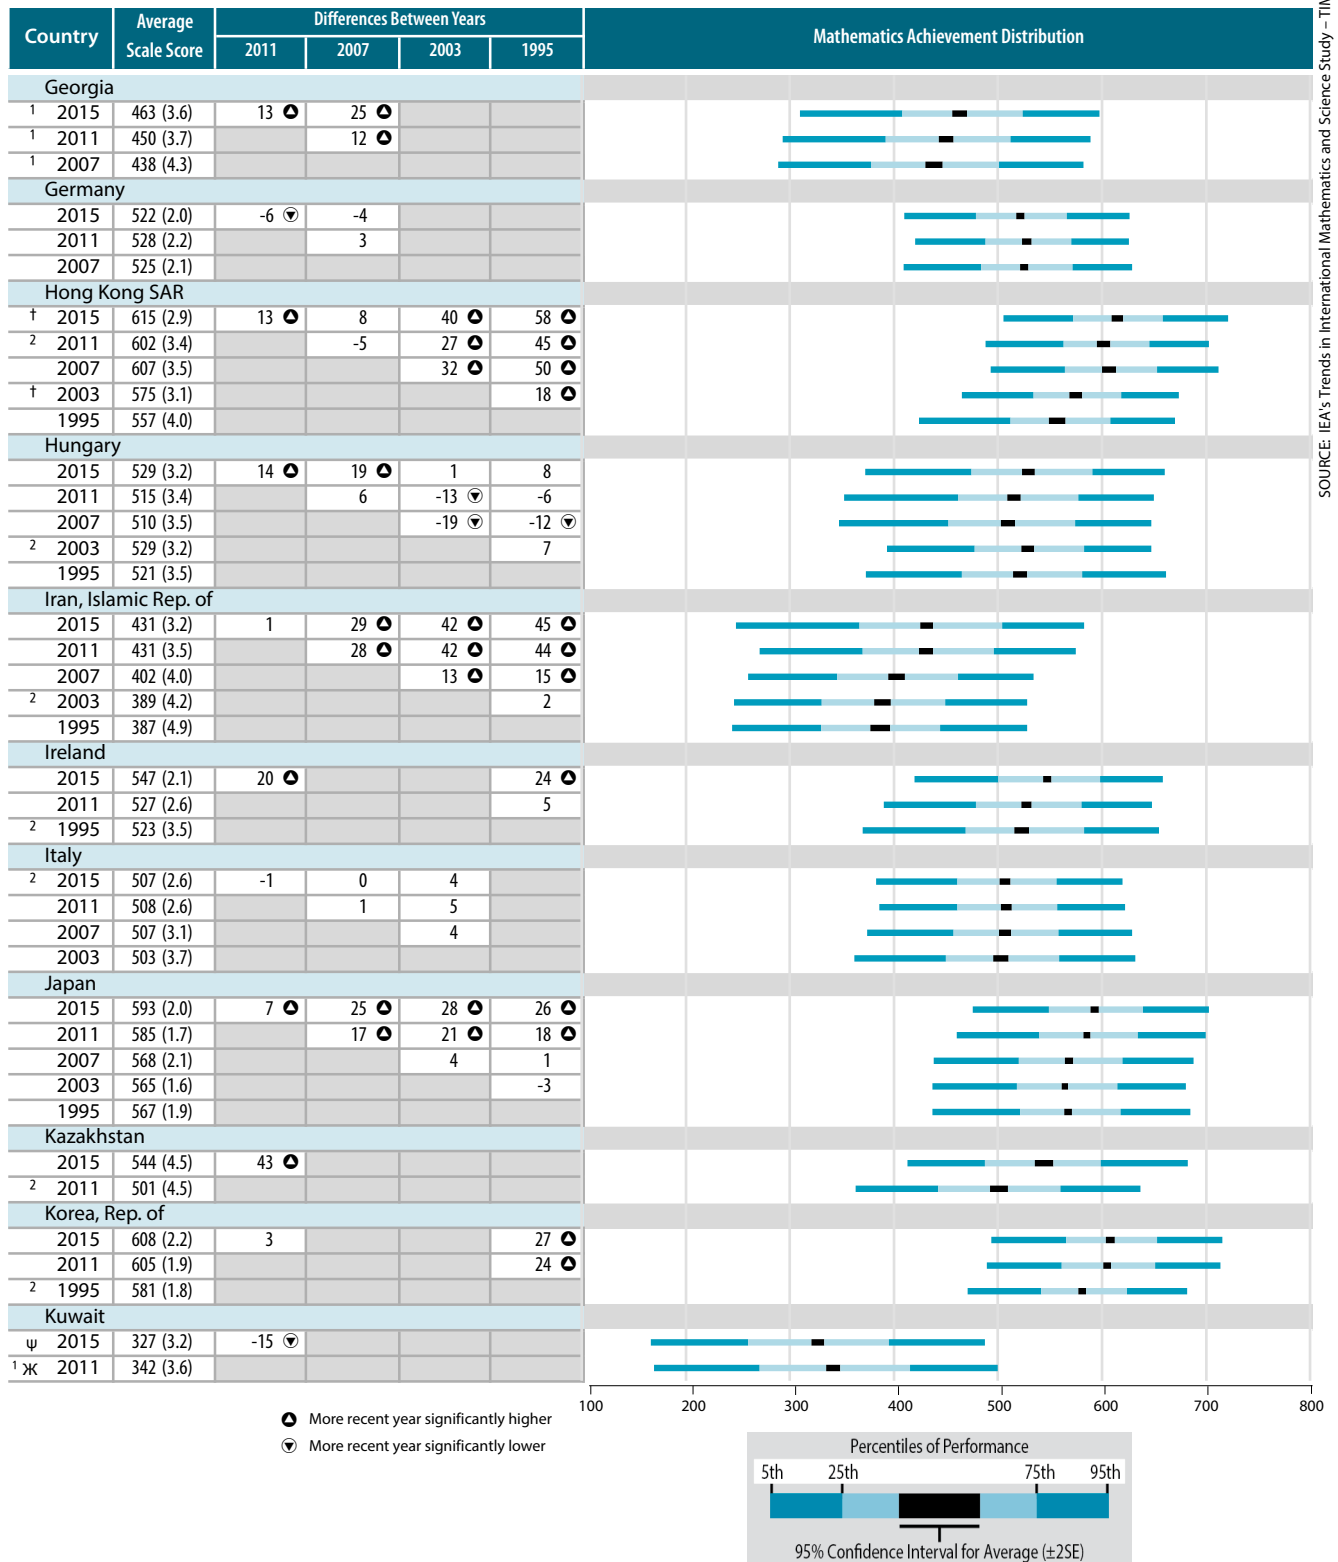 Country
Average Scale Score
Differences Between Years
2011 2007 2003 1995
Mathematics Achievement Distribution
Georgia
¹ 2015 463 (3.6) 13 ▲ 25 ▲
¹ 2011 450 (3.7) 12 ▲
¹ 2007 438 (4.3)
Germany
2015 522 (2.0) -6 ▼ -4
2011 528 (2.2) 3
2007 525 (2.1)
Hong Kong SAR
† 2015 615 (2.9) 13 ▲ 8 40 ▲ 58 ▲
² 2011 602 (3.4) -5 27 ▲ 45 ▲
2007 607 (3.5) 32 ▲ 50 ▲
† 2003 575 (3.1) 18 ▲
1995 557 (4.0)
Hungary
2015 529 (3.2) 14 ▲ 19 ▲ 1 8
2011 515 (3.4) 6 -13 ▼ -6
2007 510 (3.5) -19 ▼ -12 ▼
² 2003 529 (3.2) 7
1995 521 (3.5)
Iran, Islamic Rep. of
2015 431 (3.2) 1 29 ▲ 42 ▲ 45 ▲
2011 431 (3.5) 28 ▲ 42 ▲ 44 ▲
2007 402 (4.0) 13 ▲ 15 ▲
² 2003 389 (4.2) 2
1995 387 (4.9)
Ireland
2015 547 (2.1) 20 ▲ 24 ▲
2011 527 (2.6) 5
² 1995 523 (3.5)
Italy
² 2015 507 (2.6) -1 0 4
2011 508 (2.6) 1 5
2007 507 (3.1) 4
2003 503 (3.7)
Japan
2015 593 (2.0) 7 ▲ 25 ▲ 28 ▲ 26 ▲
2011 585 (1.7) 17 ▲ 21 ▲ 18 ▲
2007 568 (2.1) 4 1
2003 565 (1.6) -3
1995 567 (1.9)
Kazakhstan
2015 544 (4.5) 43 ▲
² 2011 501 (4.5)
Korea, Rep. of
2015 608 (2.2) 3 27 ▲
2011 605 (1.9) 24 ▲
² 1995 581 (1.8)
Kuwait
ψ 2015 327 (3.2) -15 ▼
¹ Ж 2011 342 (3.6)
100 200 300 400 500 600 700 800
▲ More recent year significantly higher
▼ More recent year significantly lower
Percentiles of Performance
5th 25th 75th 95th
95% Confidence Interval for Average (±2SE)
SOURCE: IEA's Trends in International Mathematics and Science Study – TIM